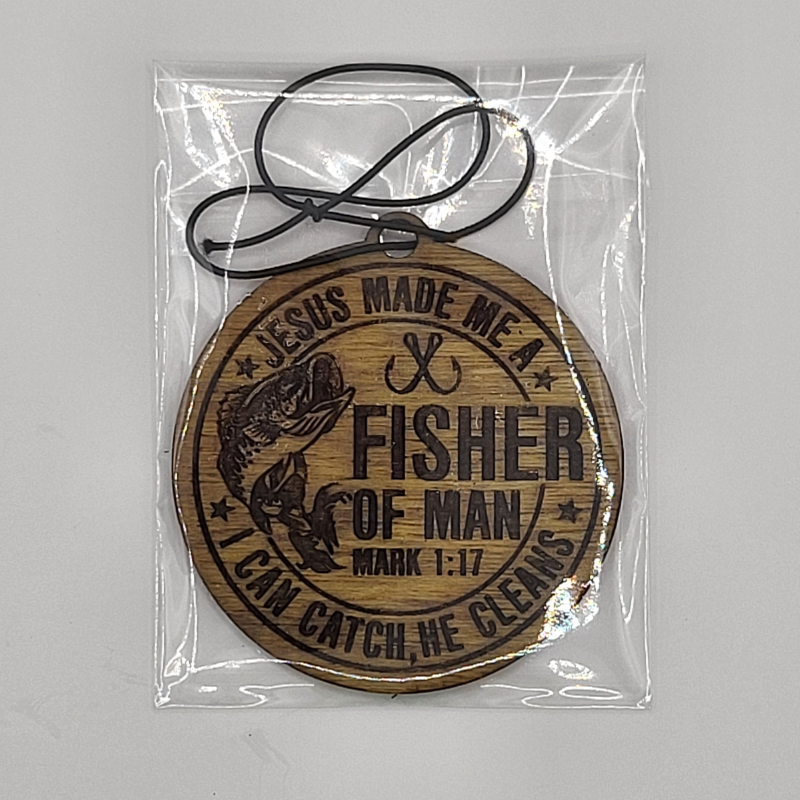 JESUS MADE ME A
FISHER
OF MAN
MARK 1:17
I CAN CATCH, HE CLEANS